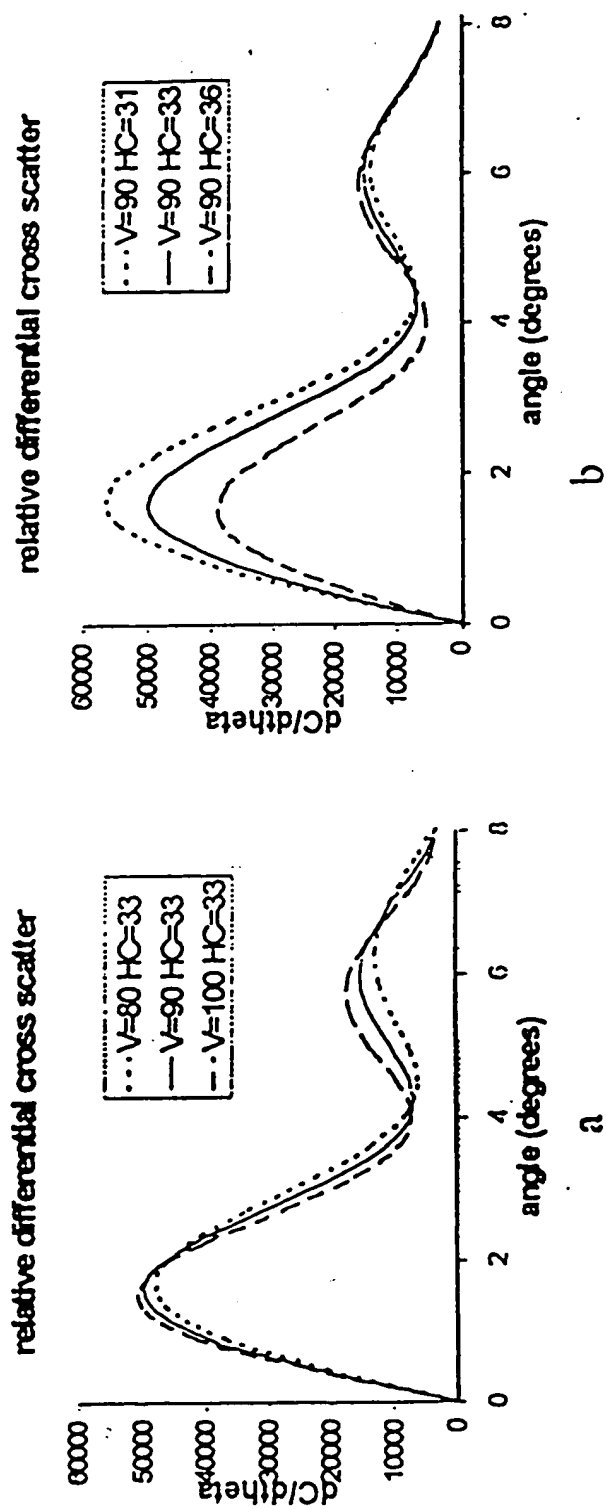 relative differential cross scatter
V=80 HC=33
V=90 HC=33
V=100 HC=33
60000
50000
40000
30000
20000
10000
0
dC/dtheta
0
2
4
6
8
angle (degrees)
a
relative differential cross scatter
V=90 HC=31
V=90 HC=33
V=90 HC=36
60000
50000
40000
30000
20000
10000
0
dC/dtheta
0
2
4
6
8
angle (degrees)
b